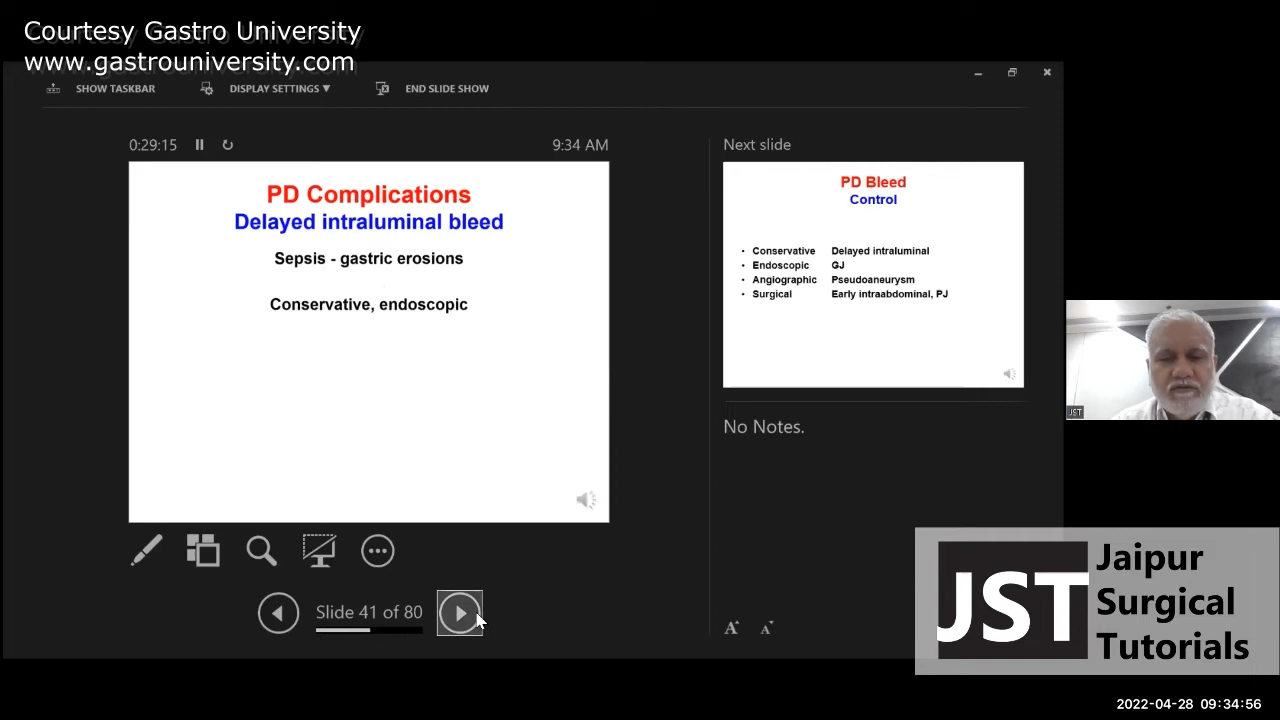 Courtesy Gastro University
www.gastrouniversity.com
SHOW TASKBAR
DISPLAY SETTINGS ▼
END SLIDE SHOW
0:29:15
9:34 AM
PD Complications
Delayed intraluminal bleed
Sepsis - gastric erosions
Conservative, endoscopic
Slide 41 of 80
Next slide
PD Bleed
Control
• Conservative Delayed intraluminal
• Endoscopic GJ
• Angiographic Pseudoaneurysm
• Surgical Early intraabdominal, PJ
No Notes.
A A
JST
JST
Jaipur
Surgical
Tutorials
2022-04-28 09:34:56